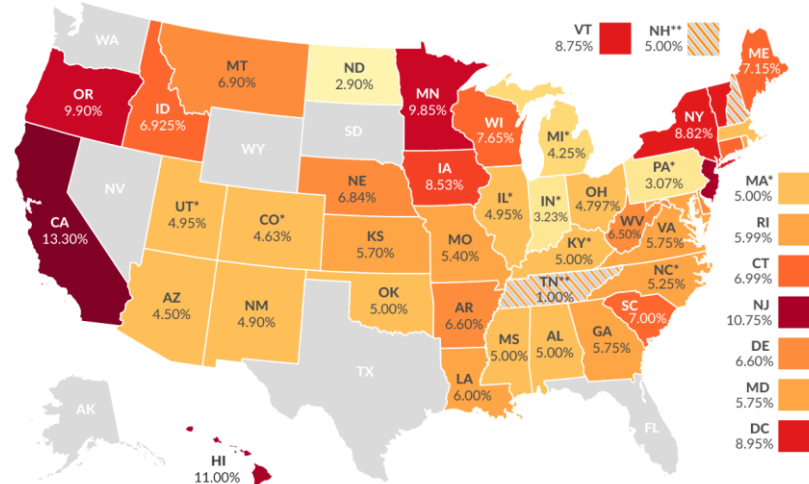 WA
VT
8.75%
NH**
5.00%
ME
7.15%
MT
6.90%
ND
2.90%
MN
9.85%
OR
9.90%
ID
6.925%
WI
7.65%
NY
8.82%
SD
MI*
4.25%
WY
IA
8.53%
PA*
3.07%
MA*
5.00%
NE
6.84%
NV
UT*
4.95%
CO*
4.63%
IL*
4.95%
IN*
3.23%
OH
4.797%
WV
6.50%
VA
5.75%
RI
5.99%
CA
13.30%
KS
5.70%
MO
5.40%
KY*
5.00%
CT
6.99%
NC*
5.25%
TN**
1.00%
AZ
4.50%
NM
4.90%
OK
5.00%
AR
6.60%
SC
7.00%
NJ
10.75%
MS
5.00%
AL
5.00%
GA
5.75%
DE
6.60%
TX
LA
6.00%
MD
5.75%
AK
FL
DC
8.95%
HI
11.00%